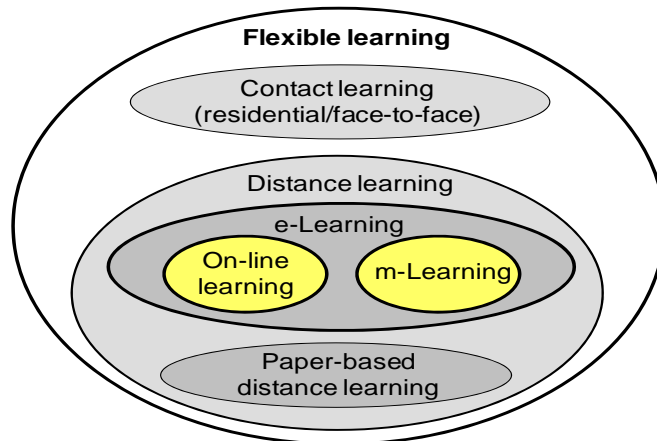 Flexible learning
Contact learning
(residential/face-to-face)
Distance learning
e-Learning
On-line
learning
m-Learning
Paper-based
distance learning